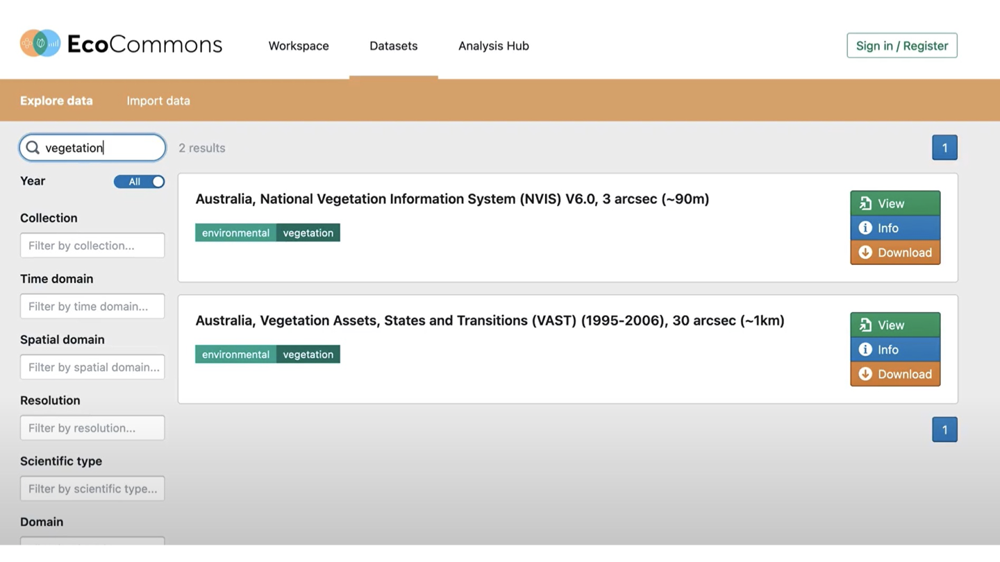 EcoCommons
Workspace
Datasets
Analysis Hub
Sign in / Register
Explore data
Import data
vegetation
2 results
1
Year
All
Collection
Filter by collection...
Time domain
Filter by time domain...
Spatial domain
Filter by spatial domain...
Resolution
Filter by resolution...
Scientific type
Filter by scientific type...
Domain
Australia, National Vegetation Information System (NVIS) V6.0, 3 arcsec (~90m)
environmental vegetation
View
Info
Download
Australia, Vegetation Assets, States and Transitions (VAST) (1995-2006), 30 arcsec (~1km)
environmental vegetation
View
Info
Download
1